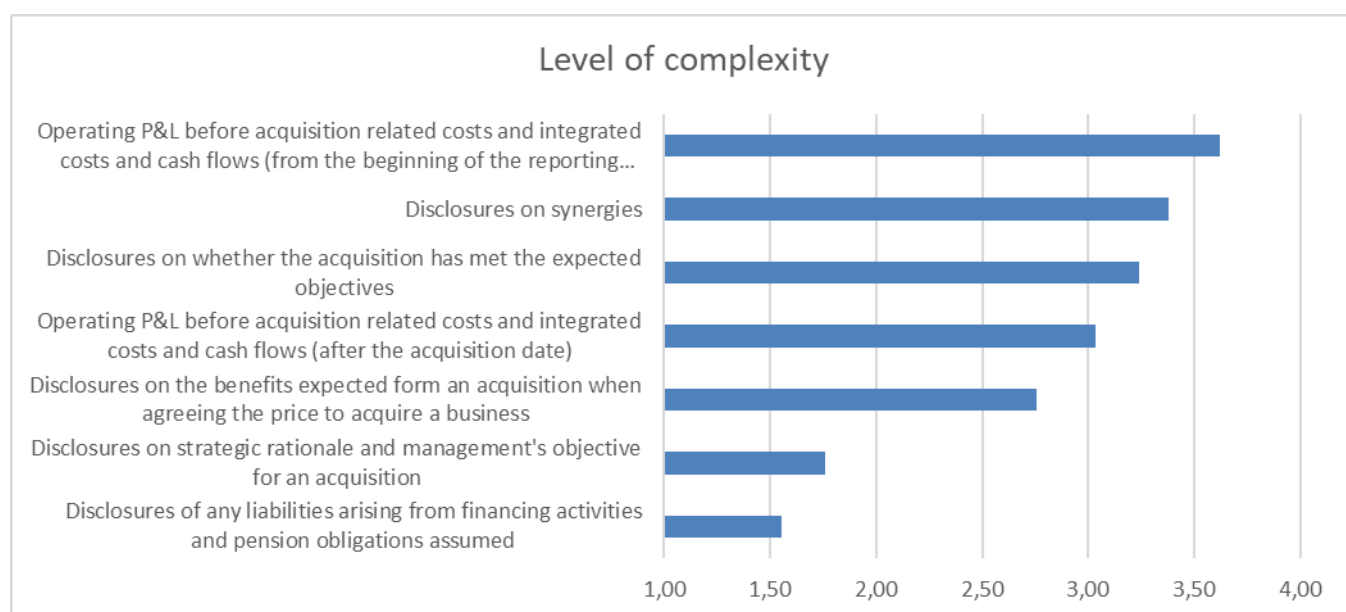 Level of complexity
Operating P&L before acquisition related costs and integrated
costs and cash flows (from the beginning of the reporting...
Disclosures on synergies
Disclosures on whether the acquisition has met the expected
objectives
Operating P&L before acquisition related costs and integrated
costs and cash flows (after the acquisition date)
Disclosures on the benefits expected form an acquisition when
agreeing the price to acquire a business
Disclosures on strategic rationale and management's objective
for an acquisition
Disclosures of any liabilities arising from financing activities
and pension obligations assumed
1,00 1,50 2,00 2,50 3,00 3,50 4,00